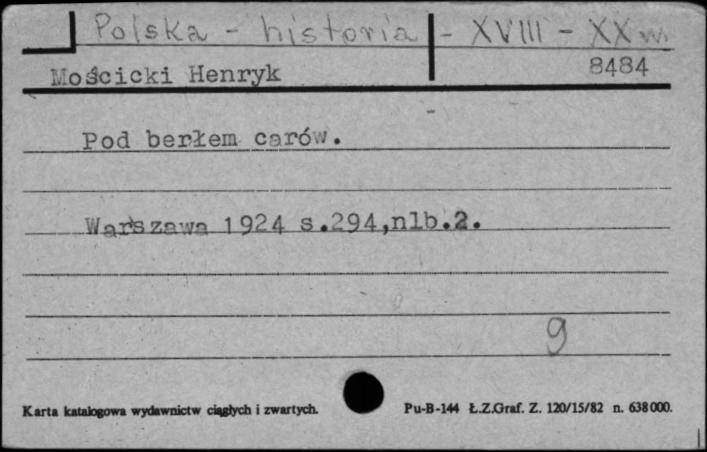 Polska - historia - XVIII - XX w.
Mościcki Henryk 8484
Pod berłem carów.
Warszawa 1924 s.294,nlb.2.
9
Karta katalogowa wydawnictw ciągłych i zwartych. Pu-B-144 Ł.Z.Graf. Z. 120/15/82 n. 638000.